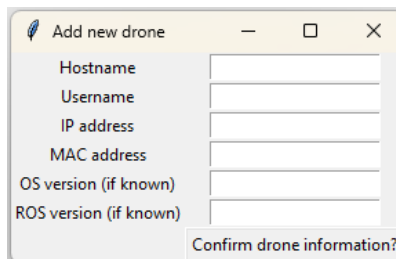 Add new drone
Hostname
Username
IP address
MAC address
OS version (if known)
ROS version (if known)
Confirm drone information?